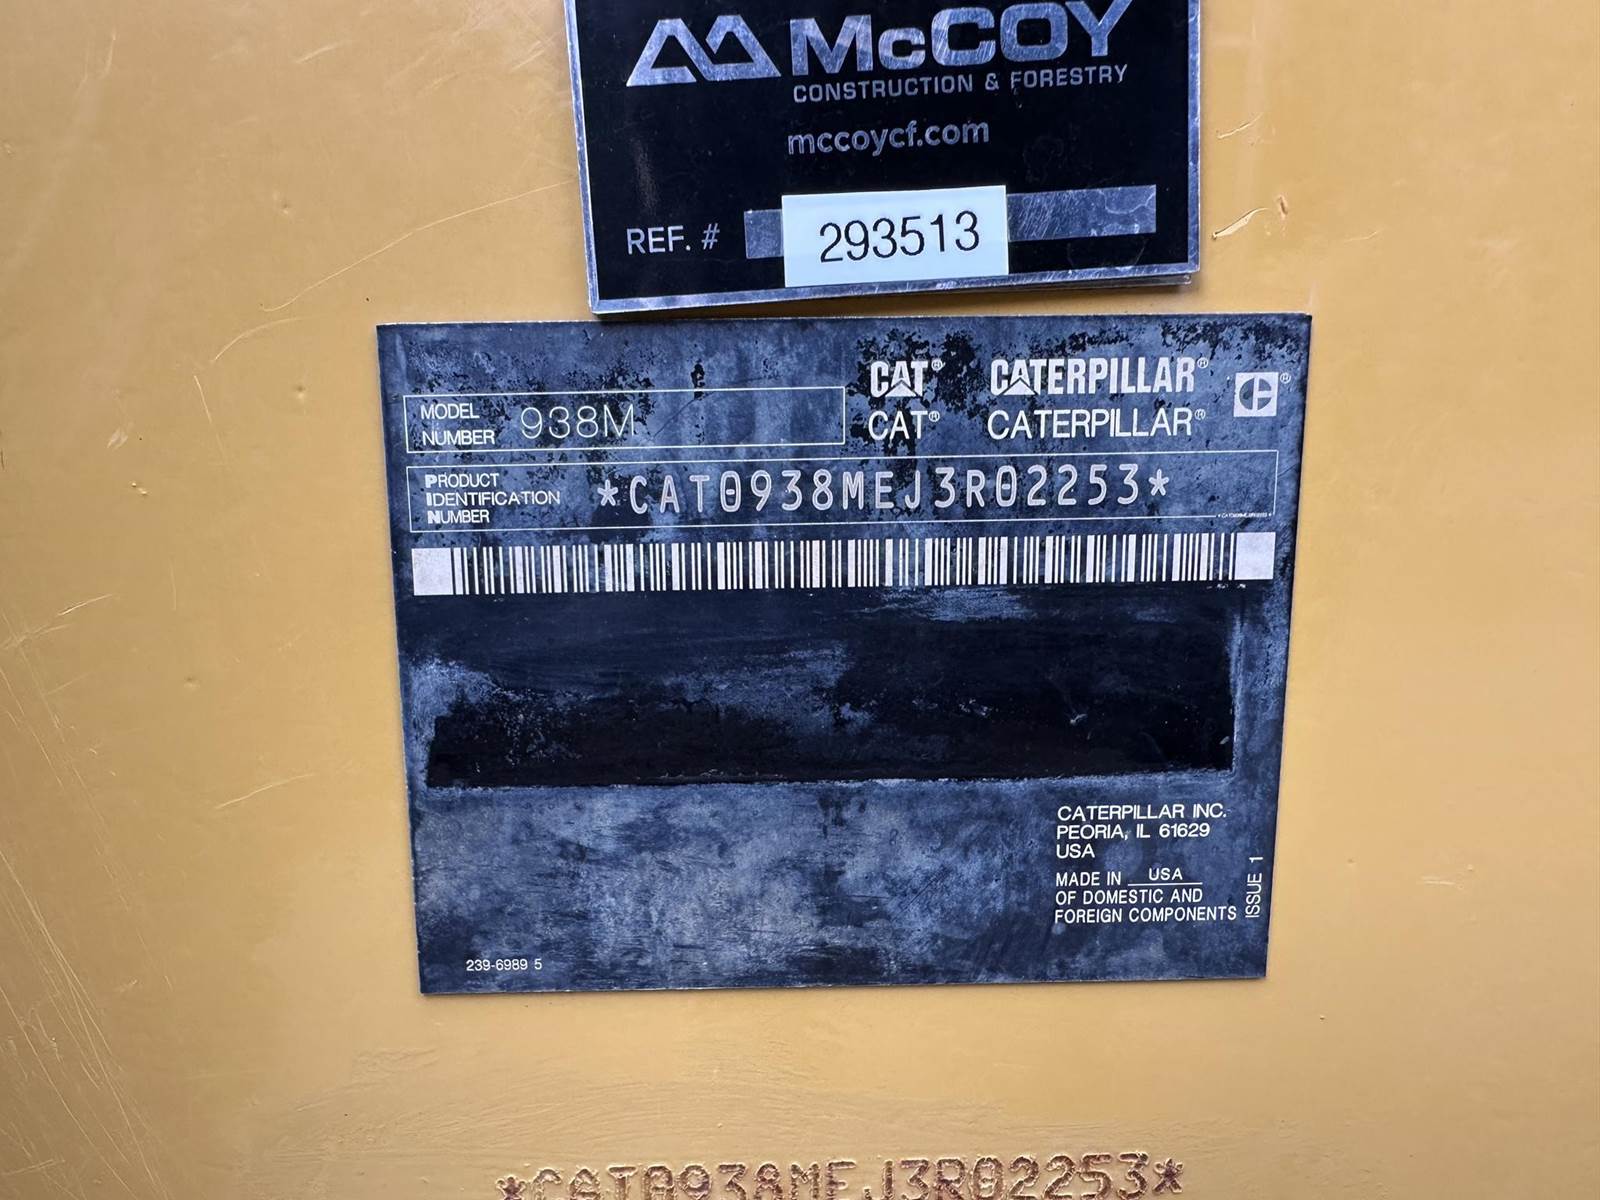 McCOY
CONSTRUCTION & FORESTRY
mccoycf.com
REF. # 293513
CAT® CATERPILLAR®
CAT® CATERPILLAR®
MODEL NUMBER 938M
PRODUCT IDENTIFICATION NUMBER *CAT0938MEJ3R02253*
CATERPILLAR INC.
PEORIA, IL 61629
USA
MADE IN USA
OF DOMESTIC AND
FOREIGN COMPONENTS
ISSUE 1
239-6989 5
*CAT0938MEJ3R02253*